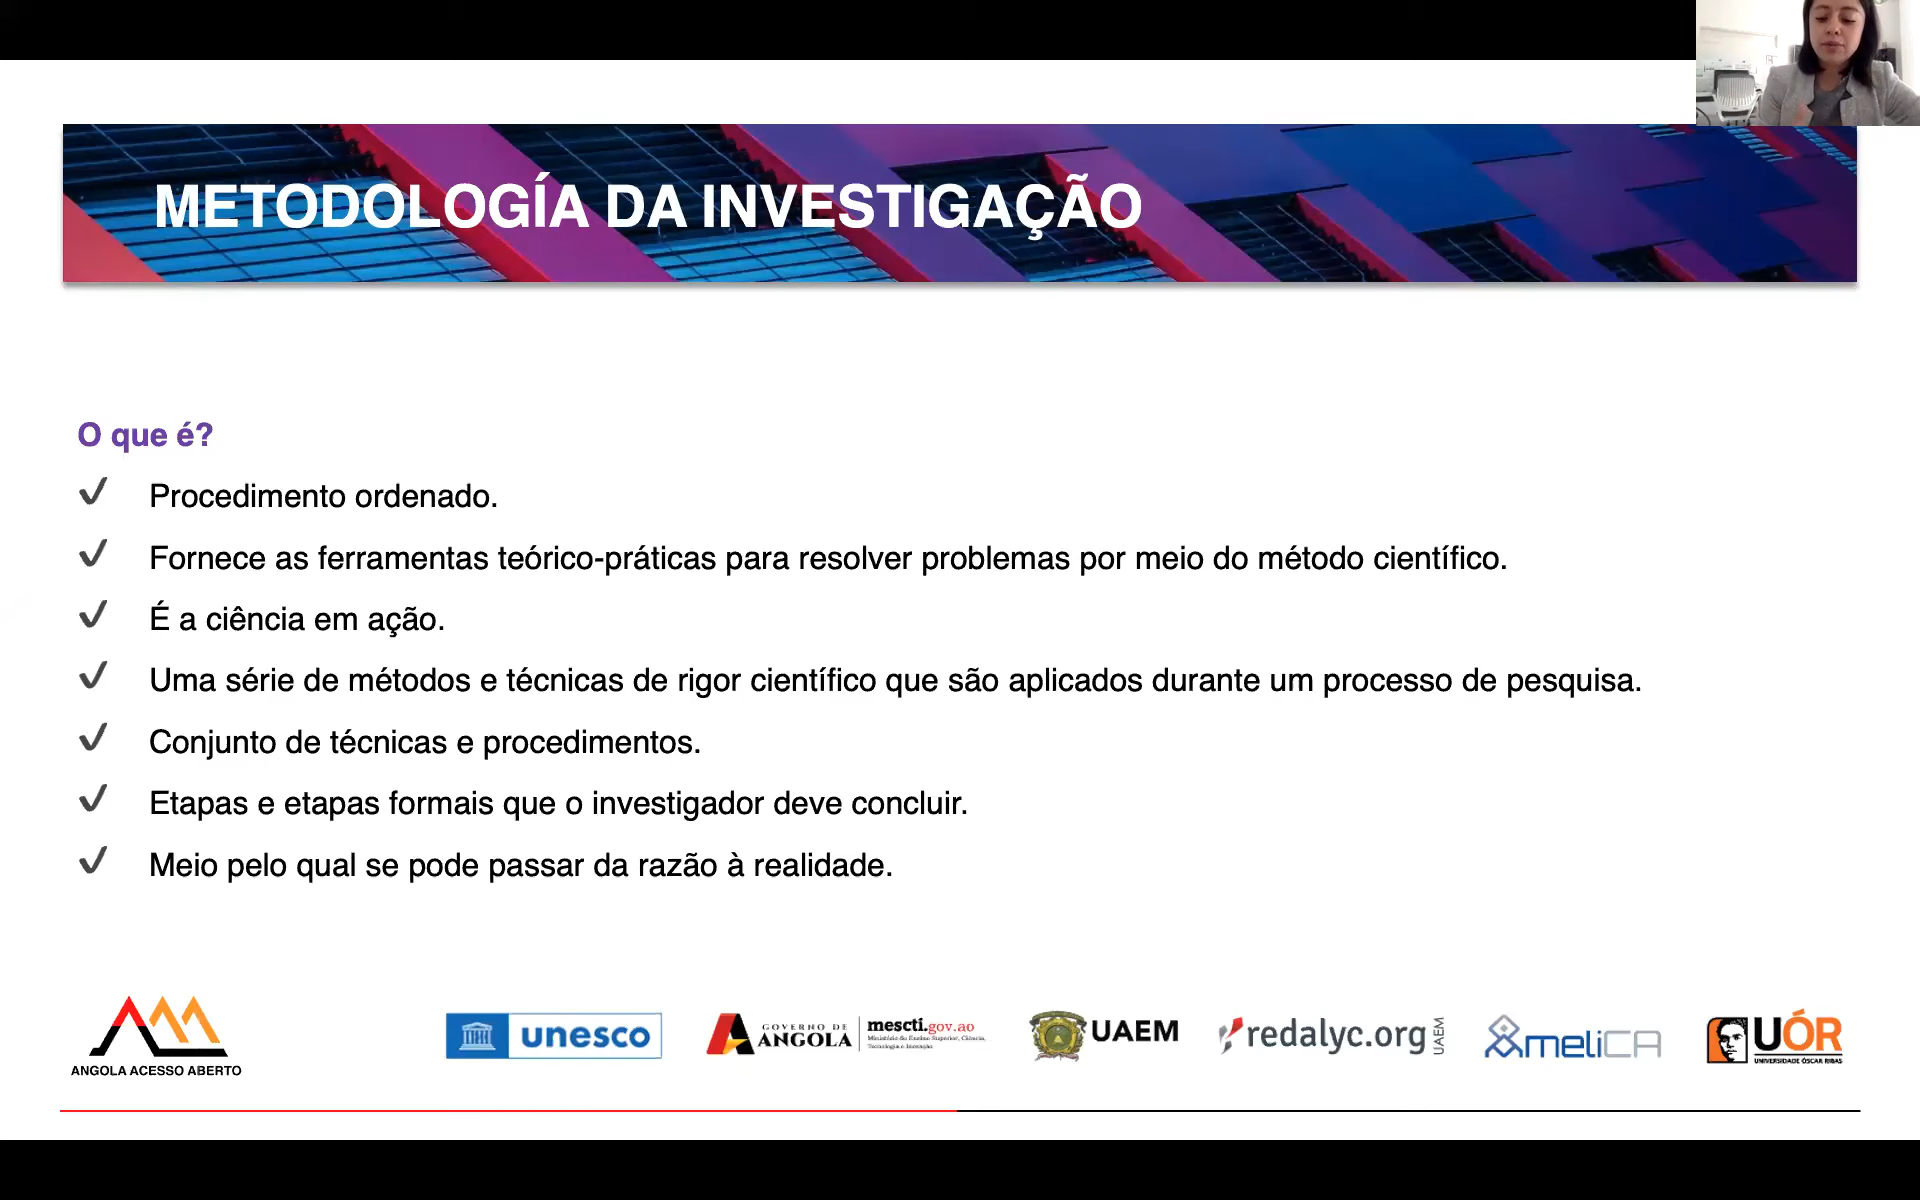 METODOLOGÍA DA INVESTIGAÇÃO
O que é?
Procedimento ordenado.
Fornece as ferramentas teórico-práticas para resolver problemas por meio do método científico.
É a ciência em ação.
Uma série de métodos e técnicas de rigor científico que são aplicados durante um processo de pesquisa.
Conjunto de técnicas e procedimentos.
Etapas e etapas formais que o investigador deve concluir.
Meio pelo qual se pode passar da razão à realidade.
ANGOLA ACESSO ABERTO
unesco
GOVERNO DE
ANGOLA
mescti.gov.ao
Ministério do Ensino Superior, Ciência,
Tecnologia e Inovação
UAEM
redalyc.org
UAEM
ameliCA
UÓR
UNIVERSIDADE ÓSCAR RIBAS